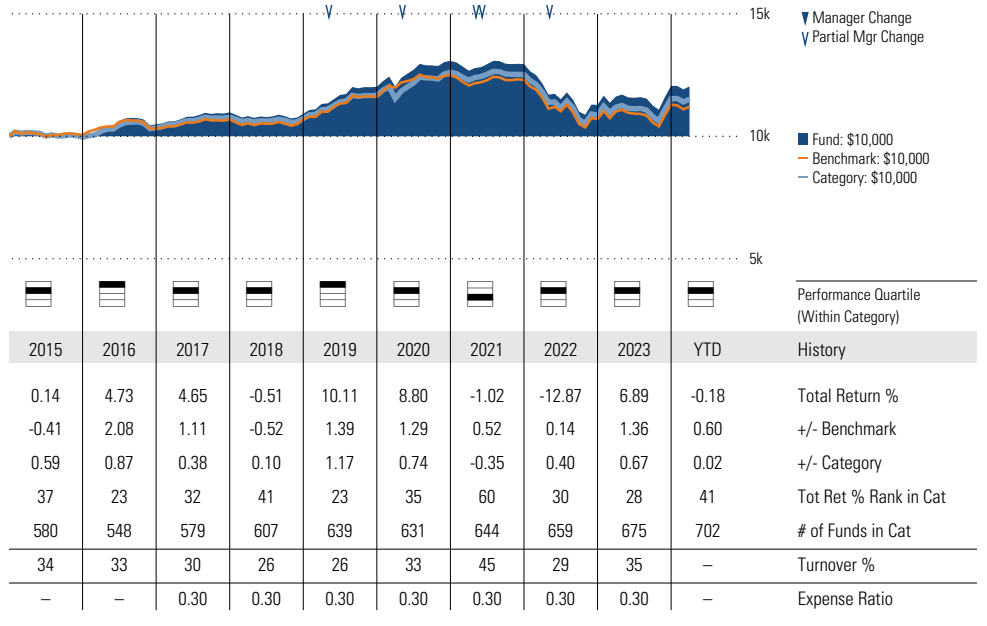 15k
Manager Change
Partial Mgr Change
10k
Fund: $10,000
Benchmark: $10,000
Category: $10,000
5k
Performance Quartile
(Within Category)
2015 2016 2017 2018 2019 2020 2021 2022 2023 YTD History
0.14 4.73 4.65 -0.51 10.11 8.80 -1.02 -12.87 6.89 -0.18 Total Return %
-0.41 2.08 1.11 -0.52 1.39 1.29 0.52 0.14 1.36 0.60 +/- Benchmark
0.59 0.87 0.38 0.10 1.17 0.74 -0.35 0.40 0.67 0.02 +/- Category
37 23 32 41 23 35 60 30 28 41 Tot Ret % Rank in Cat
580 548 579 607 639 631 644 659 675 702 # of Funds in Cat
34 33 30 26 26 33 45 29 35 – Turnover %
– – 0.30 0.30 0.30 0.30 0.30 0.30 0.30 – Expense Ratio